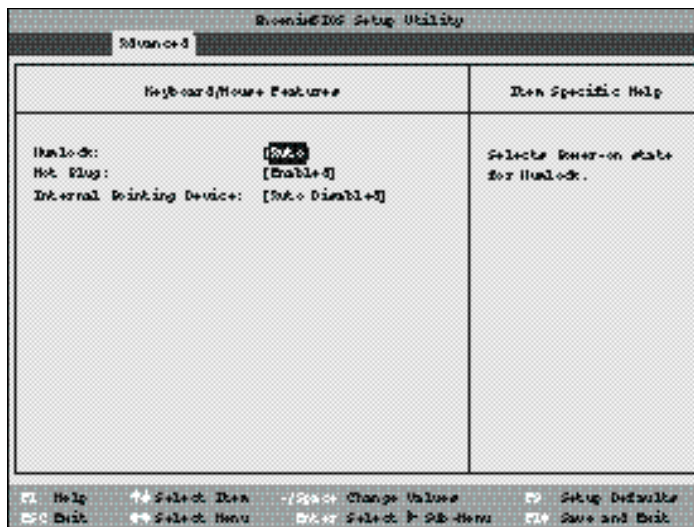 PhoenixBIOS Setup Utility
Advanced
Keyboard/Mouse Features
Item Specific Help
Numlock: [Auto]
Hot Plug: [Enabled]
Internal Pointing Device: [Auto Disabled]
Selects Power-on state
for Numlock.
F1 Help ↑↓ Select Item -/Space Change Values F9 Setup Defaults
ESC Exit ↔ Select Menu Enter Select ▶ Sub-Menu F10 Save and Exit